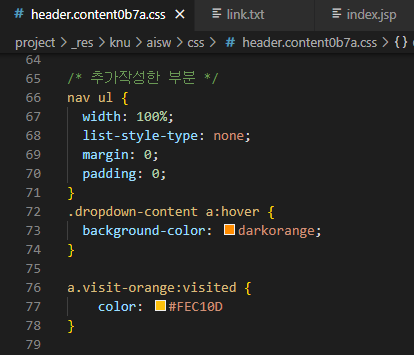 # header.content0b7a.css × link.txt index.jsp
project > _res > knu > aisw > css > # header.content0b7a.css > {}
64
65 /* 추가작성한 부분 */
66 nav ul {
67 width: 100%;
68 list-style-type: none;
69 margin: 0;
70 padding: 0;
71 }
72 .dropdown-content a:hover {
73 background-color: darkorange;
74 }
75
76 a.visit-orange:visited {
77 color: #FEC10D
78 }
79